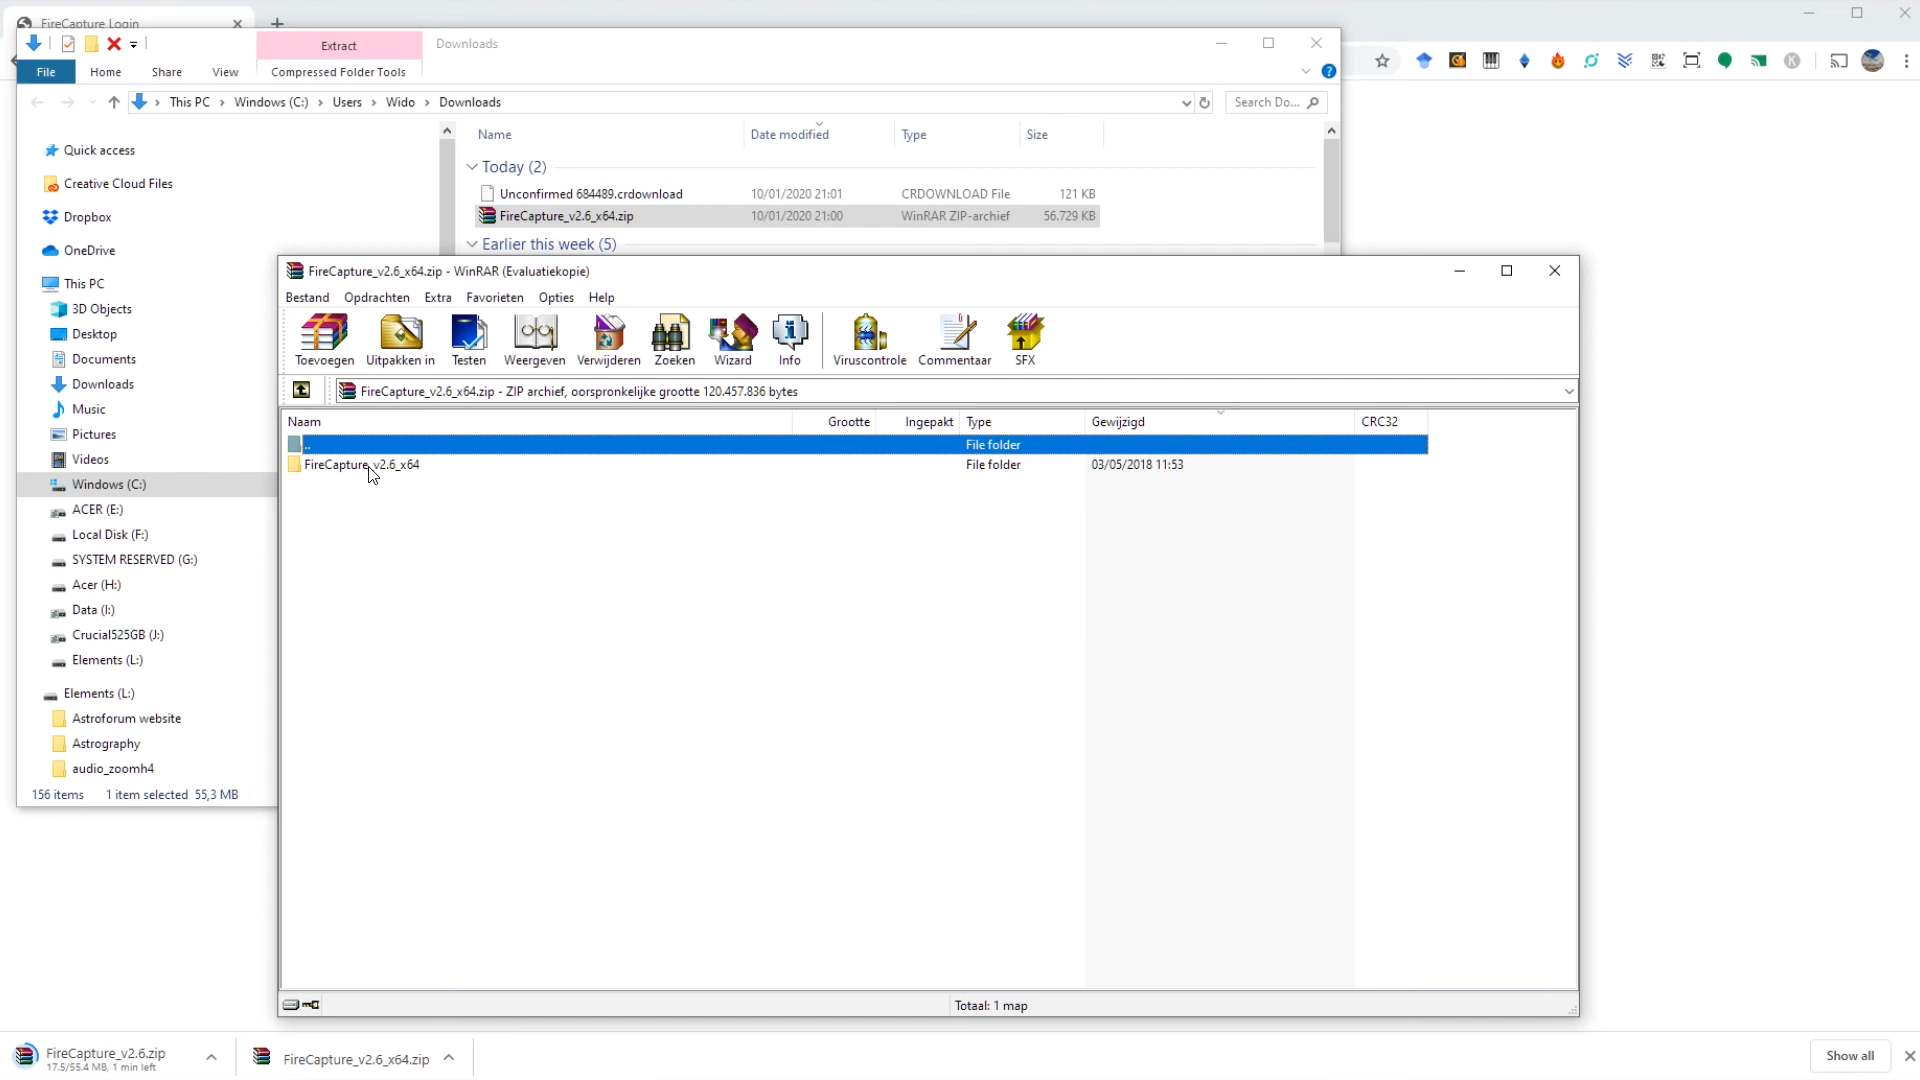 FireCapture Login
Extract
Downloads
File
Home
Share
View
Compressed Folder Tools
This PC
Windows (C:)
Users
Wido
Downloads
Search Do...
Name
Date modified
Type
Size
Quick access
Creative Cloud Files
Dropbox
OneDrive
This PC
3D Objects
Desktop
Documents
Downloads
Music
Pictures
Videos
Windows (C:)
ACER (E:)
Local Disk (F:)
SYSTEM RESERVED (G:)
Acer (H:)
Data (I:)
Crucial525GB (J:)
Elements (L:)
Elements (L:)
Astroforum website
Astrography
audio_zoomh4
156 items 1 item selected 55,3 MB
Today (2)
Unconfirmed 684489.crdownload 10/01/2020 21:01 CRDOWNLOAD File 121 KB
FireCapture_v2.6_x64.zip 10/01/2020 21:00 WinRAR ZIP-archief 56.729 KB
Earlier this week (5)
FireCapture_v2.6_x64.zip - WinRAR (Evaluatiekopie)
Bestand Opdrachten Extra Favorieten Opties Help
Toevoegen Uitpakken in Testen Weergeven Verwijderen Zoeken Wizard Info Viruscontrole Commentaar SFX
FireCapture_v2.6_x64.zip - ZIP archief, oorspronkelijke grootte 120.457.836 bytes
Naam Grootte Ingepakt Type Gewijzigd CRC32
.. File folder
FireCapture_v2.6_x64 File folder 03/05/2018 11:53
Totaal: 1 map
FireCapture_v2.6.zip
17.5/55.4 MB, 1 min left
FireCapture_v2.6_x64.zip
Show all